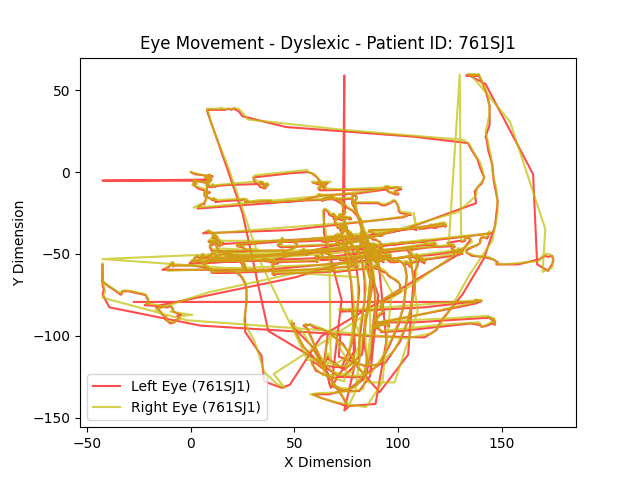 Eye Movement - Dyslexic - Patient ID: 761SJ1
Y Dimension
50
0
−50
−100
−150
Left Eye (761SJ1)
Right Eye (761SJ1)
−50
0
50
100
150
X Dimension